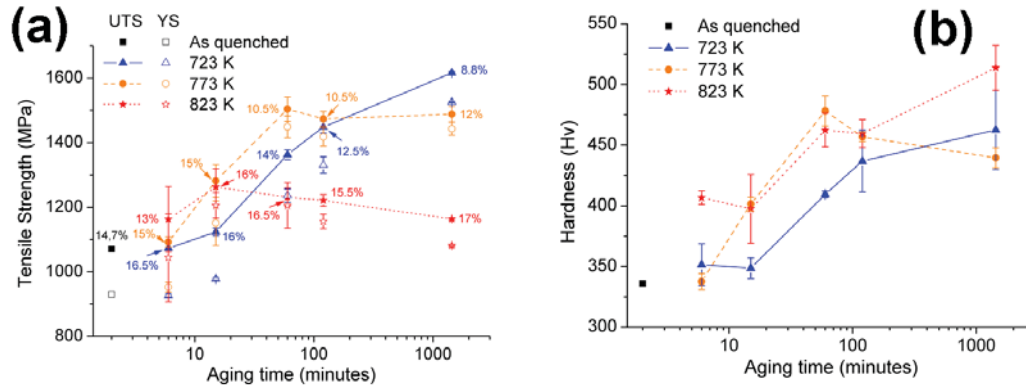 (a)
UTS YS
As quenched
723 K
773 K
823 K
Tensile Strength (MPa)
1600
1400
1200
1000
800
8.8%
10.5%
10.5%
12%
14%
12.5%
15%
16%
13%
15.5%
16.5%
17%
15%
16%
14,7%
16.5%
10
100
1000
Aging time (minutes)
(b)
As quenched
723 K
773 K
823 K
Hardness (Hv)
550
500
450
400
350
300
10
100
1000
Aging time (minutes)